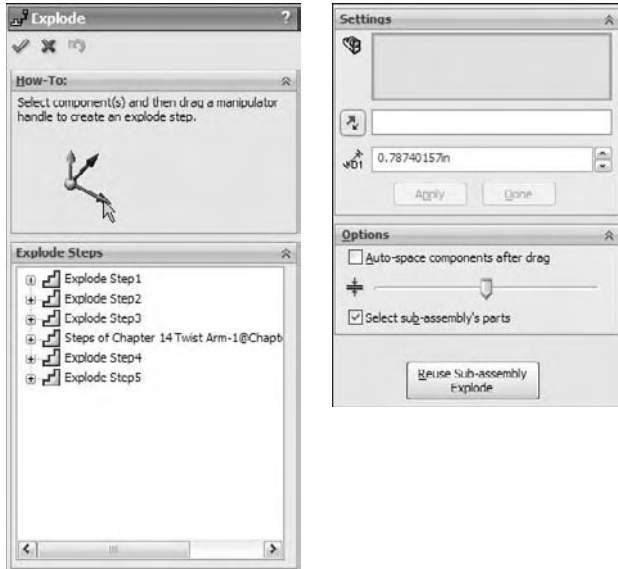 Explode ?
How-To:
Select component(s) and then drag a manipulator
handle to create an explode step.
Explode Steps
Explode Step1
Explode Step2
Explode Step3
Steps of Chapter 14 Twist Arm-1@Chapt
Explode Step4
Explode Step5
Settings
D1
0.78740157in
Apply Done
Options
Auto-space components after drag
Select sub-assembly's parts
Reuse Sub-assembly
Explode